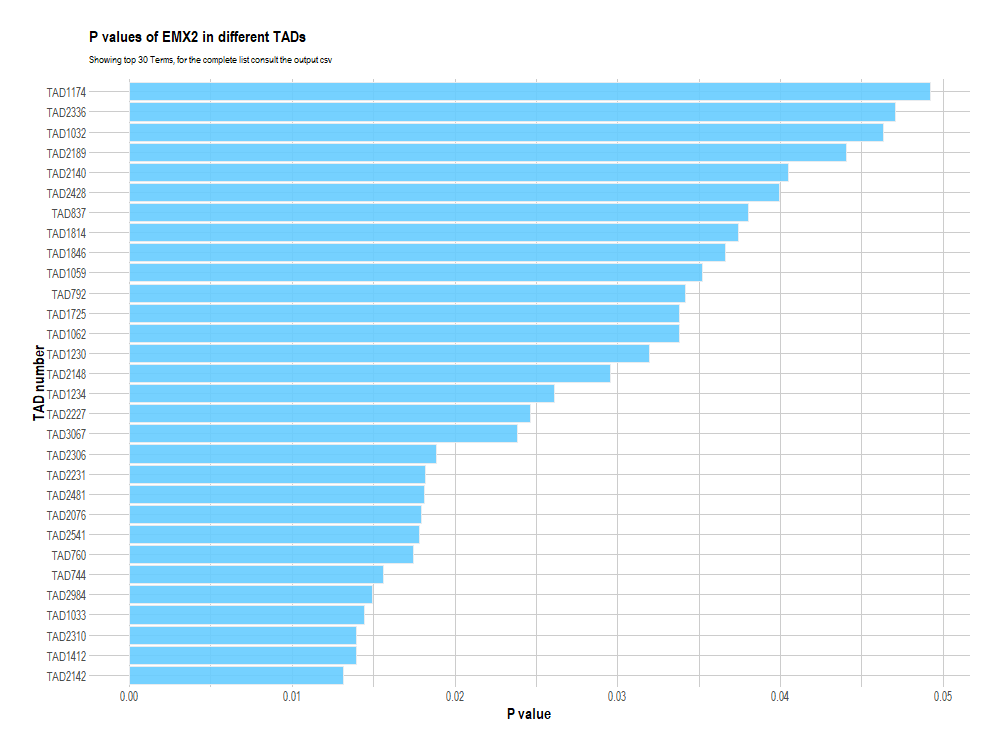 P values of EMX2 in different TADs
Showing top 30 Terms, for the complete list consult the output csv
TAD number
TAD1174
TAD2336
TAD1032
TAD2189
TAD2140
TAD2428
TAD837
TAD1814
TAD1846
TAD1059
TAD792
TAD1725
TAD1062
TAD1230
TAD2148
TAD1234
TAD2227
TAD3067
TAD2306
TAD2231
TAD2481
TAD2076
TAD2541
TAD760
TAD744
TAD2984
TAD1033
TAD2310
TAD1412
TAD2142
0.00 0.01 0.02 0.03 0.04 0.05
P value